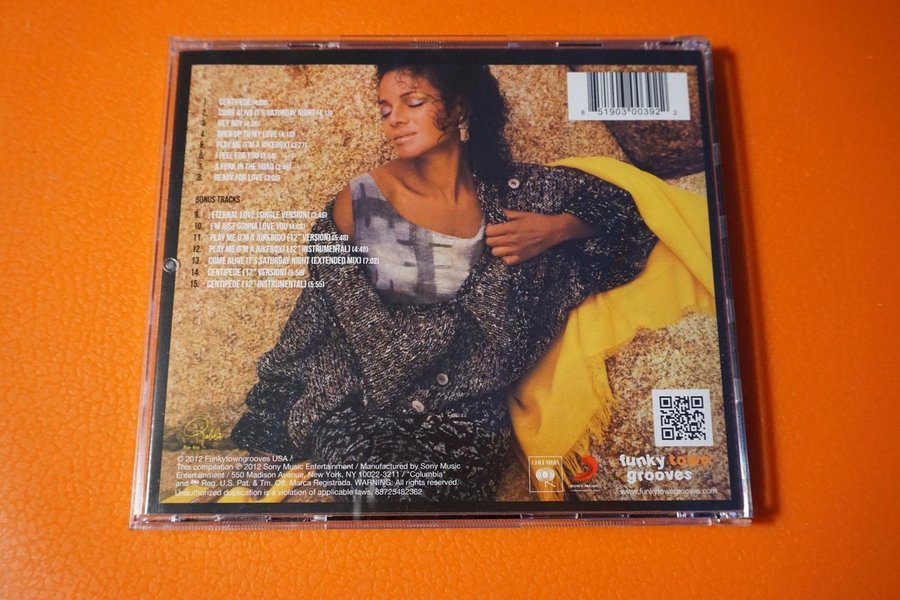 1. CENTIPEDE (4:25)
2. COME ALIVE IT'S SATURDAY NIGHT (4:13)
3. HEY BOY (4:26)
4. OPEN UP TO MY LOVE (4:10)
5. PLAY ME (I'M A JUKEBOX) (3:27)
6. I FEEL FOR YOU (3:54)
7. A FORK IN THE ROAD (3:46)
8. READY FOR LOVE (3:00)
BONUS TRACKS
9. ETERNAL LOVE (SINGLE VERSION) (3:45)
10. I'M JUST GONNA LOVE YOU (4:00)
11. PLAY ME (I'M A JUKEBOX) (12" VERSION) (5:48)
12. PLAY ME (I'M A JUKEBOX) (12" INSTRUMENTAL) (4:40)
13. COME ALIVE IT'S SATURDAY NIGHT (EXTENDED MIX) (7:02)
14. CENTIPEDE (12" VERSION) (5:50)
15. CENTIPEDE (12" INSTRUMENTAL) (5:55)
8 51903 00392 2
℗ 2012 Funkytowngrooves USA /
This compilation ℗ 2012 Sony Music Entertainment / Manufactured by Sony Music
Entertainment / 550 Madison Avenue, New York, NY 10022-3211 / "Columbia"
and Reg. U.S. Pat. & Tm. Off. Marca Registrada. WARNING: All rights reserved.
Unauthorized duplication is a violation of applicable laws. 88725482362
COLUMBIA
funky town
grooves
www.funkytowngrooves.com